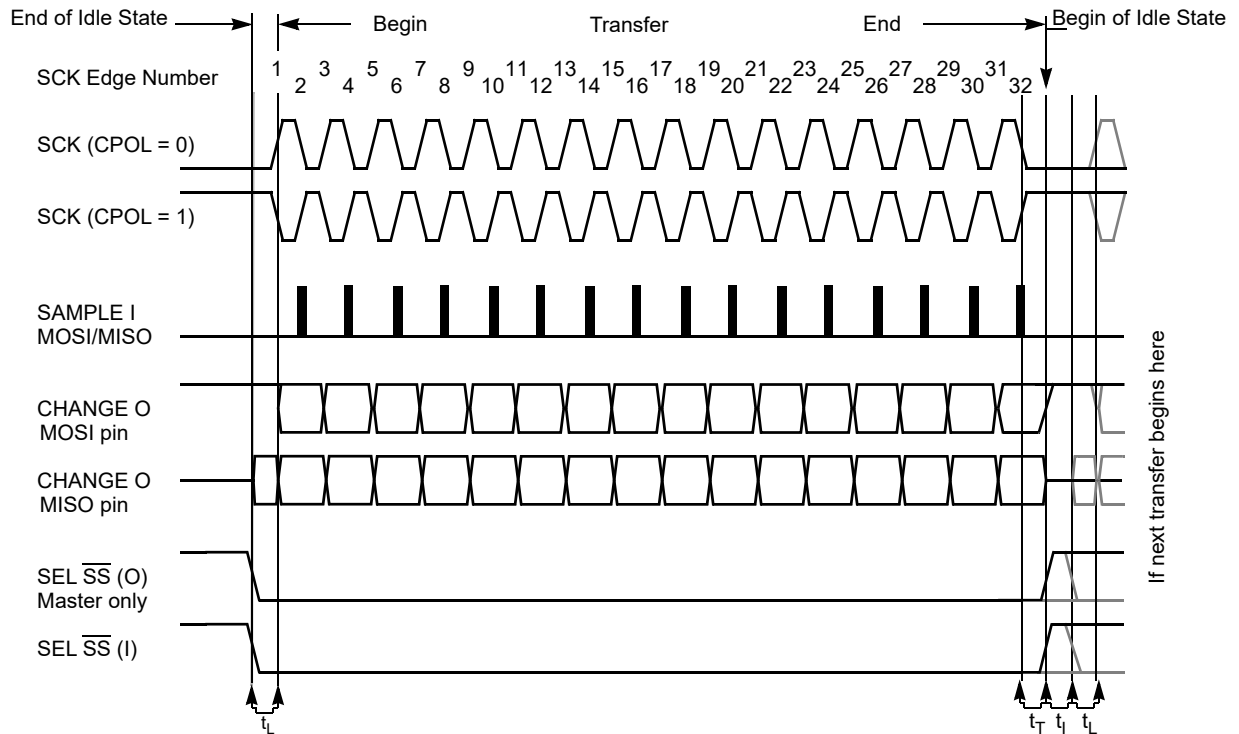 End of Idle State
Begin
Transfer
End
Begin of Idle State
SCK Edge Number
1 3 5 7 9 11 13 15 17 19 21 23 25 27 29 31
2 4 6 8 10 12 14 16 18 20 22 24 26 28 30 32
SCK (CPOL = 0)
SCK (CPOL = 1)
SAMPLE I
MOSI/MISO
CHANGE O
MOSI pin
CHANGE O
MISO pin
SEL SS (O)
Master only
SEL SS (I)
tL
tT
tI
tL
If next transfer begins here